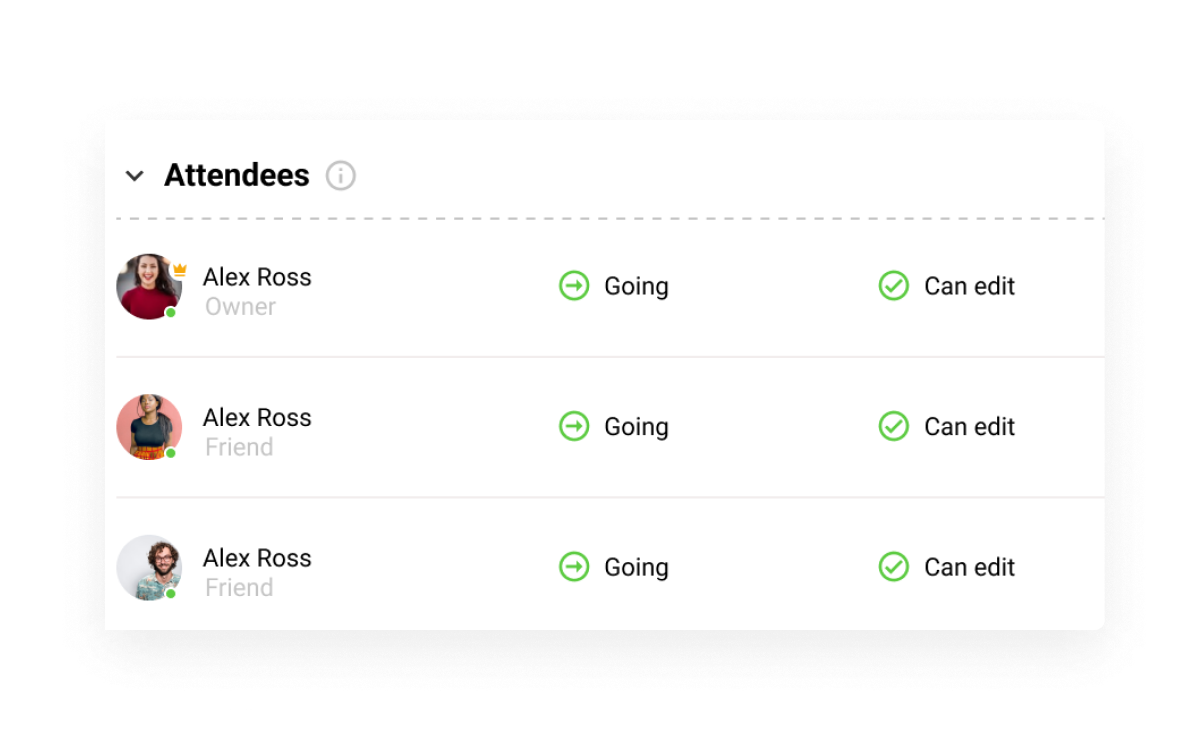 Attendees
Alex Ross
Owner
Going
Can edit
Alex Ross
Friend
Going
Can edit
Alex Ross
Friend
Going
Can edit